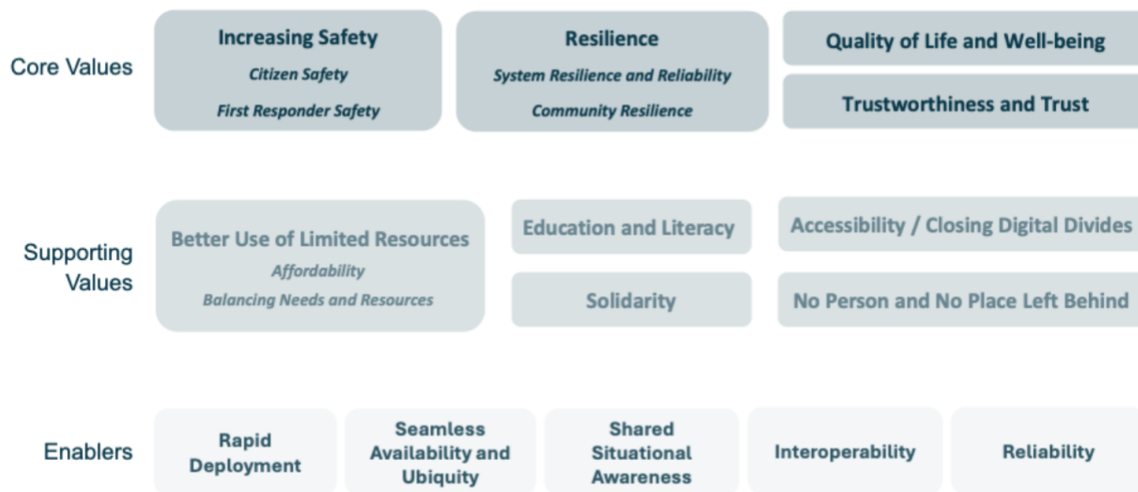 Core Values
Increasing Safety
Citizen Safety
First Responder Safety
Resilience
System Resilience and Reliability
Community Resilience
Quality of Life and Well-being
Trustworthiness and Trust
Supporting
Values
Better Use of Limited Resources
Affordability
Balancing Needs and Resources
Education and Literacy
Solidarity
Accessibility / Closing Digital Divides
No Person and No Place Left Behind
Enablers
Rapid
Deployment
Seamless
Availability and
Ubiquity
Shared
Situational
Awareness
Interoperability
Reliability